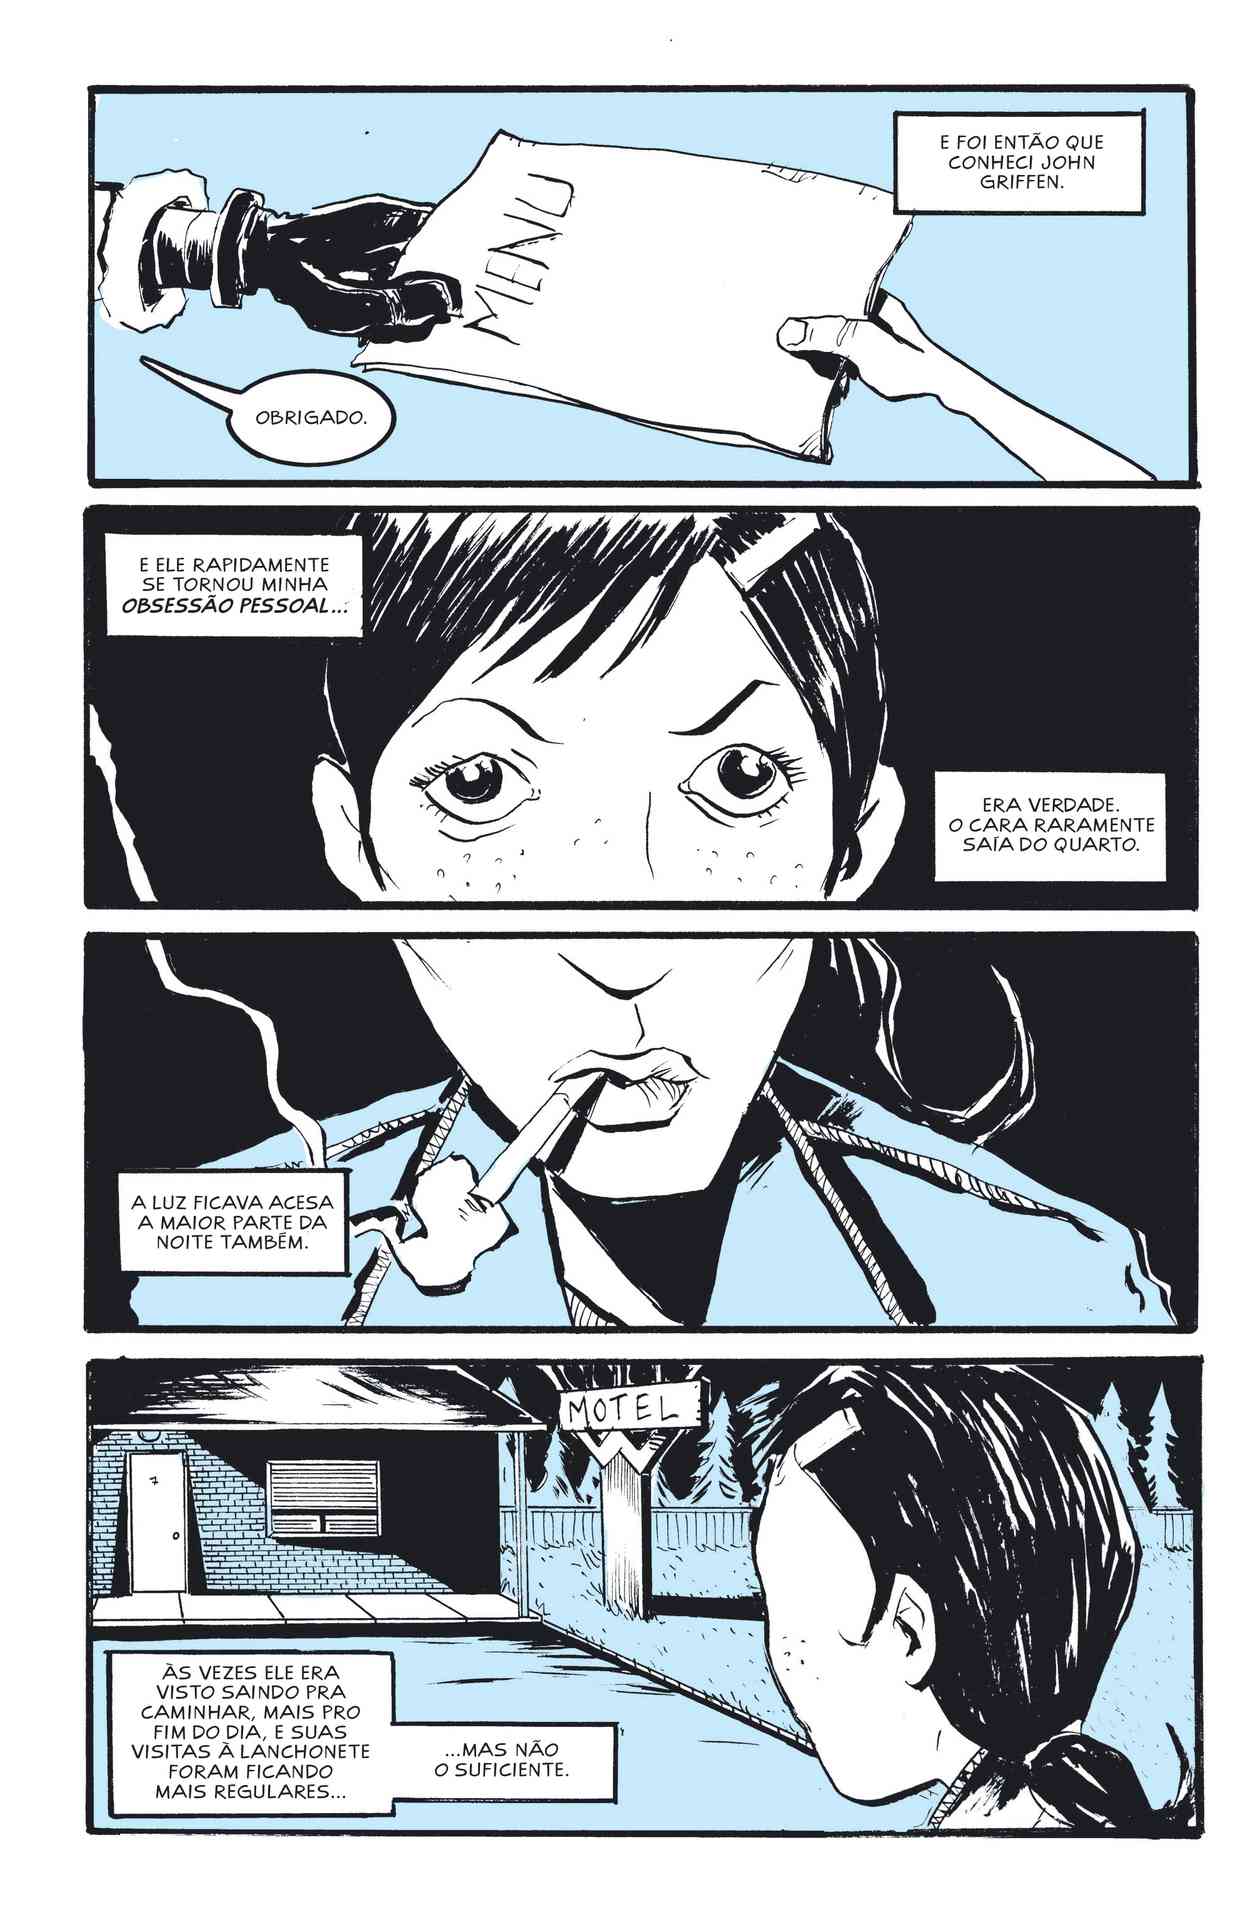 E FOI ENTÃO QUE
CONHECI JOHN
GRIFFEN.
MENU
OBRIGADO.
E ELE RAPIDAMENTE
SE TORNOU MINHA
OBSESSÃO PESSOAL...
ERA VERDADE.
O CARA RARAMENTE
SAÍA DO QUARTO.
A LUZ FICAVA ACESA
A MAIOR PARTE DA
NOITE TAMBÉM.
MOTEL
7
ÀS VEZES ELE ERA
VISTO SAINDO PRA
CAMINHAR, MAIS PRO
FIM DO DIA, E SUAS
VISITAS À LANCHONETE
FORAM FICANDO
MAIS REGULARES...
...MAS NÃO
O SUFICIENTE.